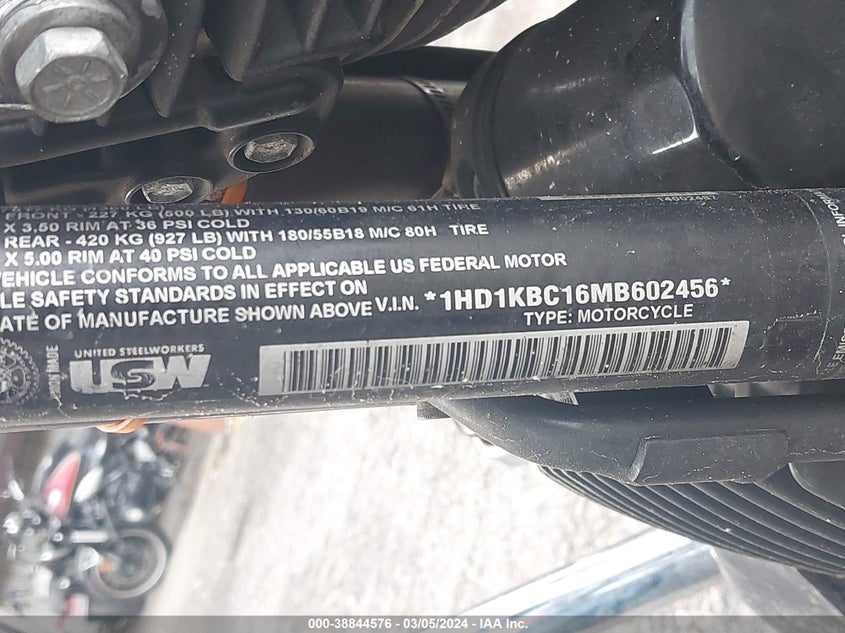 FRONT - 227 KG (500 LB) WITH 130/60B19 M/C 61H TIRE
X 3.50 RIM AT 36 PSI COLD
REAR - 420 KG (927 LB) WITH 180/55B18 M/C 80H TIRE
X 5.00 RIM AT 40 PSI COLD
VEHICLE CONFORMS TO ALL APPLICABLE US FEDERAL MOTOR
LE SAFETY STANDARDS IN EFFECT ON
ATE OF MANUFACTURE SHOWN ABOVE V.I.N. *1HD1KBC16MB602456*
TYPE: MOTORCYCLE
UNION MADE
UNITED STEELWORKERS
USW
000-38844576 / 03/05/2024 - IAA Inc.